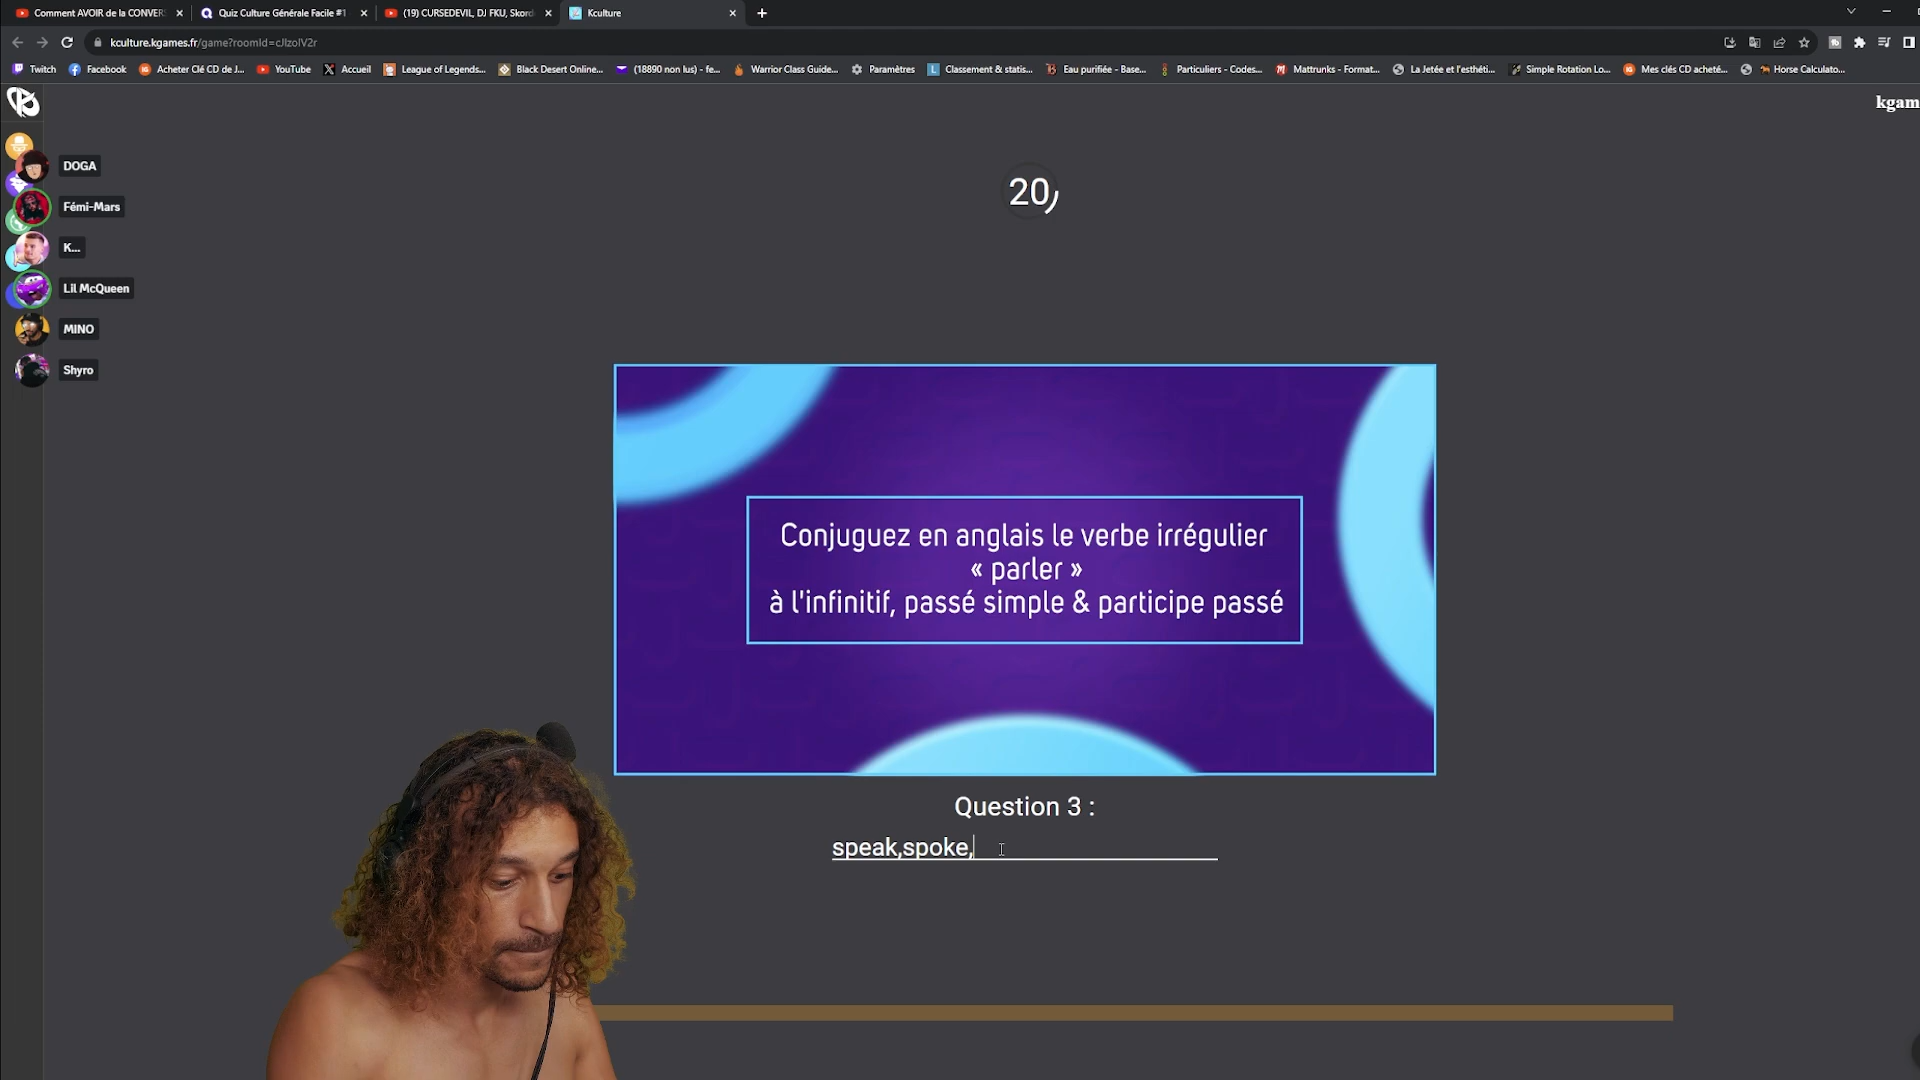 Comment AVOIR de la CONVER
Quiz Culture Générale Facile #1
(19) CURSEDEVIL, DJ FKU, Skord
Kculture
kculture.kgames.fr/game?roomId=cJIzo!V2r
Twitch
Facebook
Acheter Clé CD de J...
YouTube
Accueil
League of Legends...
Black Desert Online...
(18890 non lus) - fe...
Warrior Class Guide...
Paramètres
Classement & statis...
Eau purifiée - Base...
Particuliers - Codes...
Mattrunks - Format...
La Jetée et l'esthéti...
Simple Rotation Lo...
Mes clés CD acheté...
Horse Calculato...
kgam
DOGA
Fémi-Mars
K...
Lil McQueen
MINO
Shyro
20
Conjuguez en anglais le verbe irrégulier
« parler »
à l'infinitif, passé simple & participe passé
Question 3 :
speak,spoke,